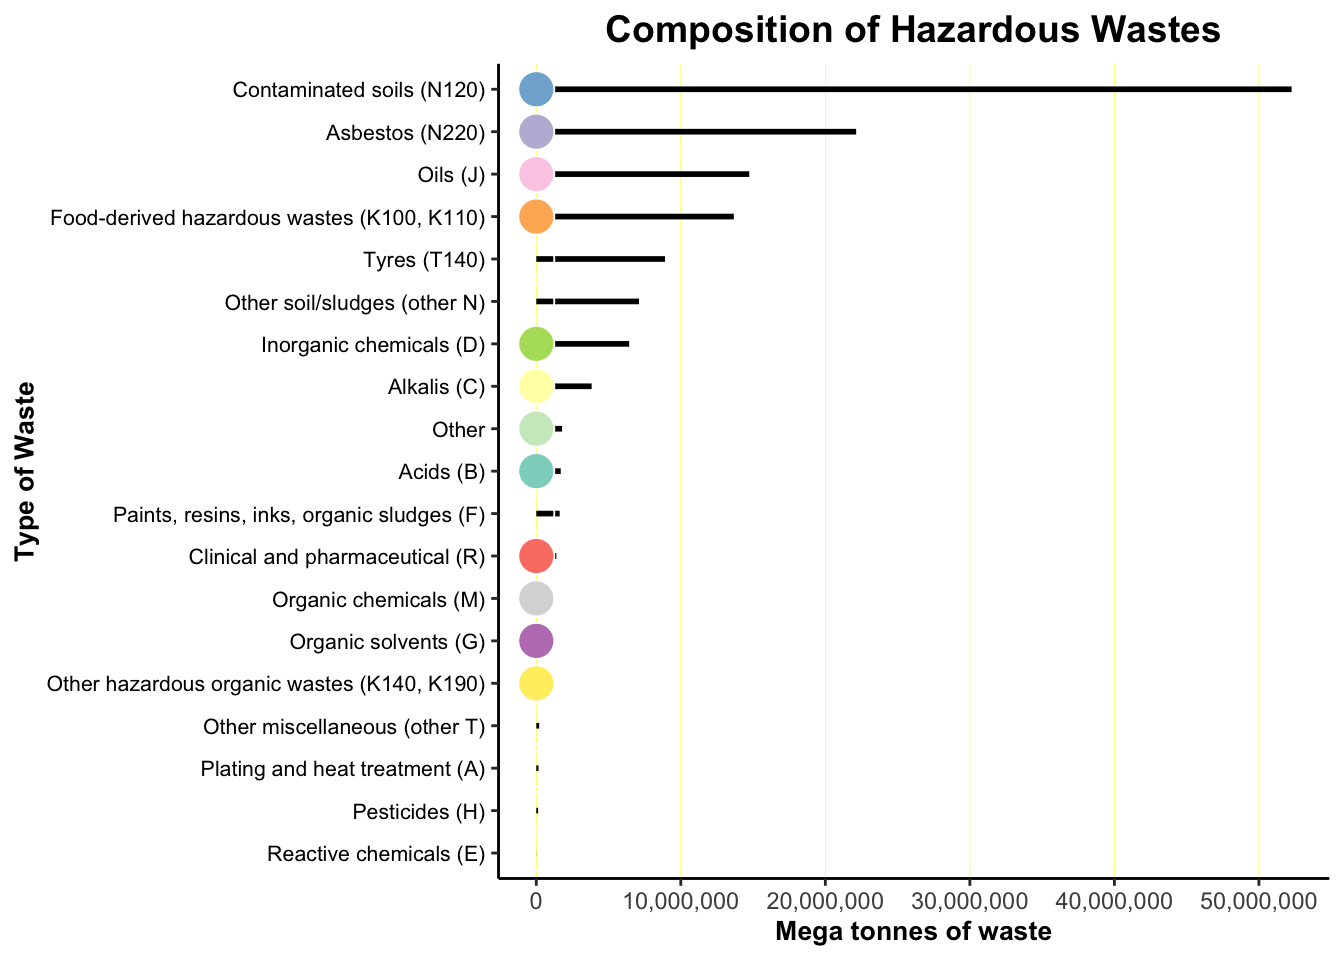 Composition of Hazardous Wastes
Contaminated soils (N120)
Asbestos (N220)
Oils (J)
Food-derived hazardous wastes (K100, K110)
Tyres (T140)
Other soil/sludges (other N)
Inorganic chemicals (D)
Alkalis (C)
Other
Acids (B)
Paints, resins, inks, organic sludges (F)
Clinical and pharmaceutical (R)
Organic chemicals (M)
Organic solvents (G)
Other hazardous organic wastes (K140, K190)
Other miscellaneous (other T)
Plating and heat treatment (A)
Pesticides (H)
Reactive chemicals (E)
Type of Waste
0 10,000,000 20,000,000 30,000,000 40,000,000 50,000,000
Mega tonnes of waste